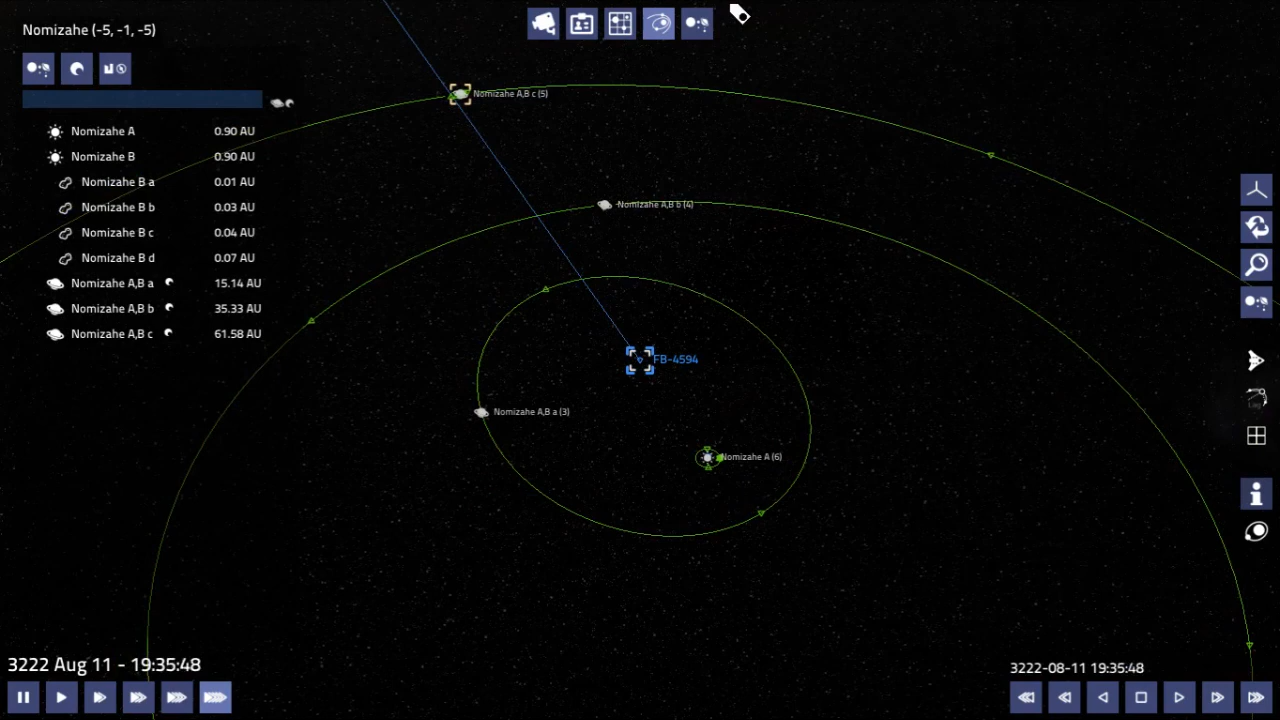 Nomizahe (-5, -1, -5)
Nomizahe A 0.90 AU
Nomizahe B 0.90 AU
Nomizahe B a 0.01 AU
Nomizahe B b 0.03 AU
Nomizahe B c 0.04 AU
Nomizahe B d 0.07 AU
Nomizahe A,B a 15.14 AU
Nomizahe A,B b 35.33 AU
Nomizahe A,B c 61.58 AU
Nomizahe A,B c (5)
Nomizahe A,B b (4)
FB-4594
Nomizahe A,B a (3)
Nomizahe A (6)
3222 Aug 11 - 19:35:48
3222-08-11 19:35:48